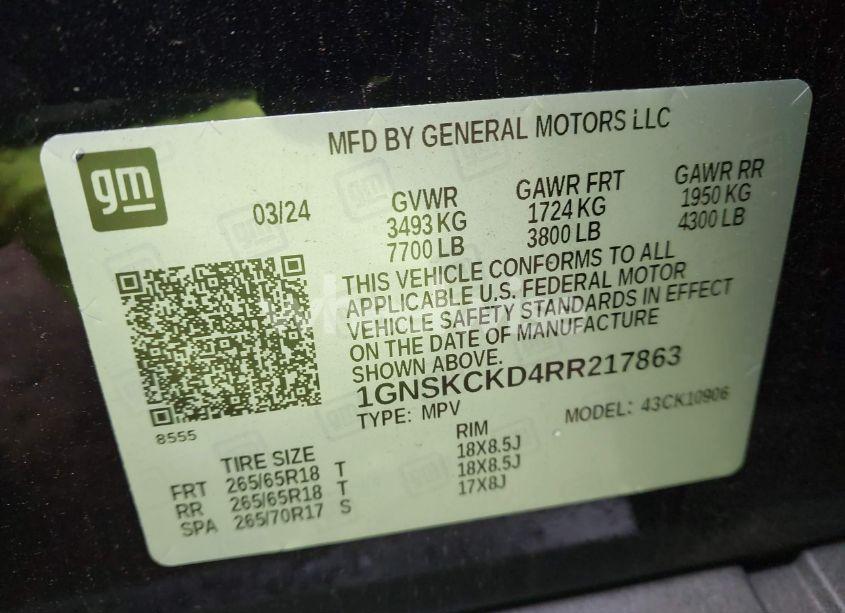 MFD BY GENERAL MOTORS LLC
gm
03/24
GVWR
3493 KG
7700 LB
GAWR FRT
1724 KG
3800 LB
GAWR RR
1950 KG
4300 LB
THIS VEHICLE CONFORMS TO ALL
APPLICABLE U.S. FEDERAL MOTOR
VEHICLE SAFETY STANDARDS IN EFFECT
ON THE DATE OF MANUFACTURE
SHOWN ABOVE.
1GNSKCKD4RR217863
TYPE: MPV
MODEL: 43CK10906
8555
TIRE SIZE
RIM
FRT 265/65R18 T 18X8.5J
RR 265/65R18 T 18X8.5J
SPA 265/70R17 S 17X8J